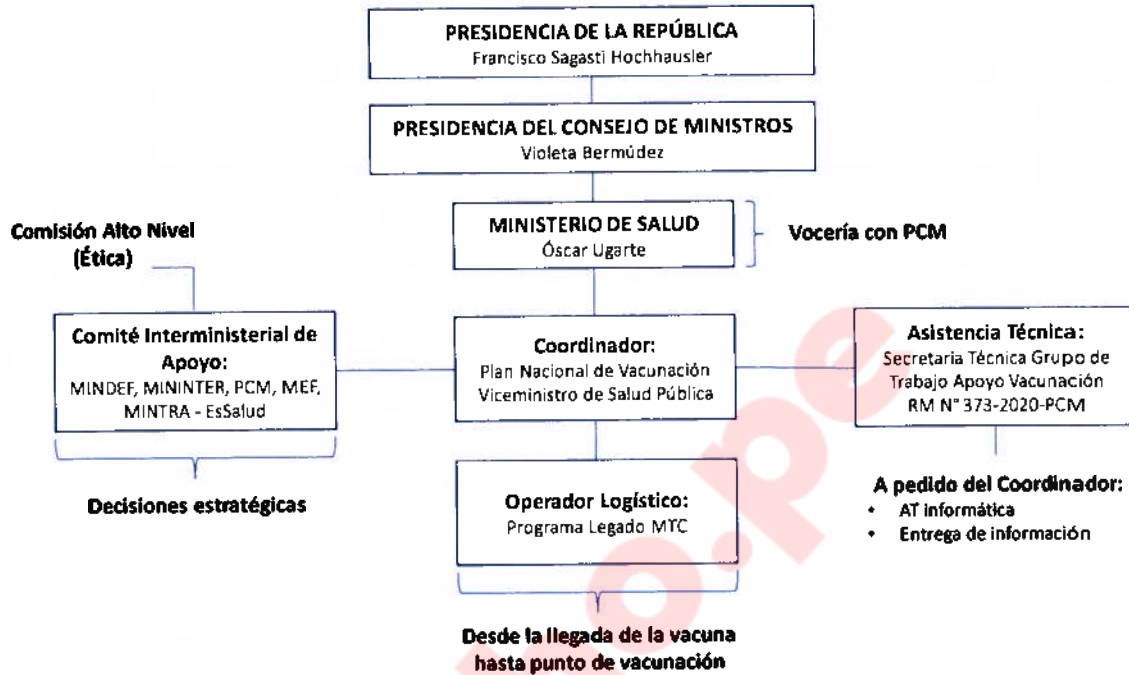 PRESIDENCIA DE LA REPÚBLICA
Francisco Sagasti Hochhausler
PRESIDENCIA DEL CONSEJO DE MINISTROS
Violeta Bermúdez
MINISTERIO DE SALUD
Óscar Ugarte
Vocería con PCM
Comisión Alto Nivel
(Ética)
Comité Interministerial de
Apoyo:
MINDEF, MININTER, PCM, MEF,
MINTRA - EsSalud
Decisiones estratégicas
Coordinador:
Plan Nacional de Vacunación
Viceministro de Salud Pública
Asistencia Técnica:
Secretaria Técnica Grupo de
Trabajo Apoyo Vacunación
RM N° 373-2020-PCM
A pedido del Coordinador:
• AT informática
• Entrega de información
Operador Logístico:
Programa Legado MTC
Desde la llegada de la vacuna
hasta punto de vacunación
ho.pe